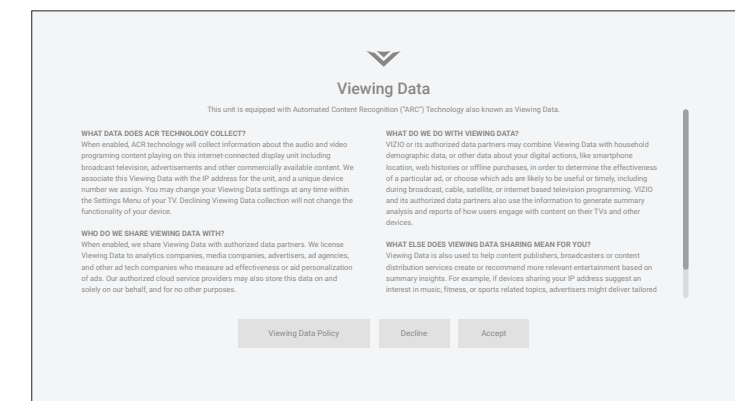 Viewing Data
This unit is equipped with Automated Content Recognition ("ACR") Technology also known as Viewing Data.
WHAT DATA DOES ACR TECHNOLOGY COLLECT?
When enabled, ACR technology will collect information about the audio and video
programing content playing on this internet-connected display unit including
broadcast television, advertisements and other commercially available content. We
associate this Viewing Data with the IP address for the unit, and a unique device
number we assign. You may change your Viewing Data settings at any time within
the Settings Menu of your TV. Declining Viewing Data collection will not change the
functionality of your device.
WHO DO WE SHARE VIEWING DATA WITH?
When enabled, we share Viewing Data with authorized data partners. We license
Viewing Data to analytics companies, media companies, advertisers, ad agencies,
and other ad tech companies who measure ad effectiveness or aid personalization
of ads. Our authorized cloud service providers may also store this data on and
solely on our behalf, and for no other purposes.
WHAT DO WE DO WITH VIEWING DATA?
VIZIO or its authorized data partners may combine Viewing Data with household
demographic data, or other data about your digital actions, like smartphone
location, web histories or offline purchases, in order to determine the effectiveness
of a particular ad, or choose which ads are likely to be useful or timely, including
during broadcast, cable, satellite, or internet based television programming. VIZIO
and its authorized data partners also use the information to generate summary
analysis and reports of how users engage with content on their TVs and other
devices.
WHAT ELSE DOES VIEWING DATA SHARING MEAN FOR YOU?
Viewing Data is also used to help content publishers, broadcasters or content
distribution services create or recommend more relevant entertainment based on
summary insights. For example, if devices sharing your IP address suggest an
interest in music, fitness, or sports related topics, advertisers might deliver tailored
Viewing Data Policy
Decline
Accept